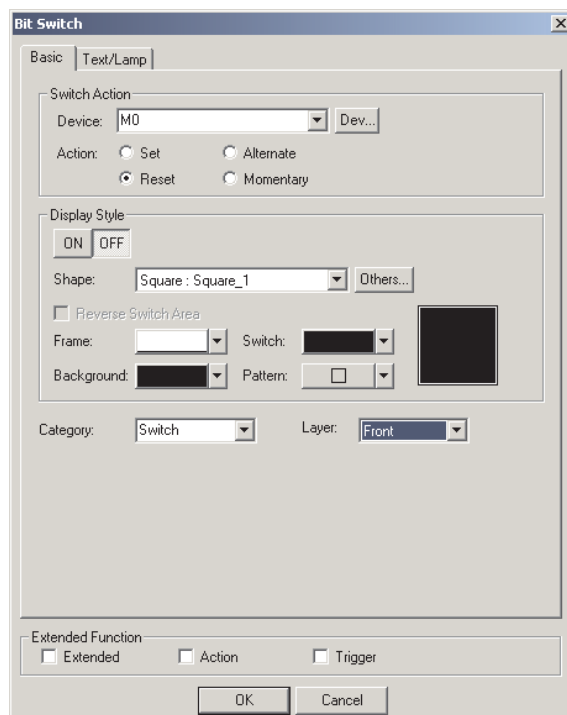 Bit Switch
Basic Text/Lamp
Switch Action
Device: M0 Dev...
Action: Set Alternate
Reset Momentary
Display Style
ON OFF
Shape: Square : Square_1 Others...
Reverse Switch Area
Frame: Switch:
Background: Pattern:
Category: Switch Layer: Front
Extended Function
Extended Action Trigger
OK Cancel